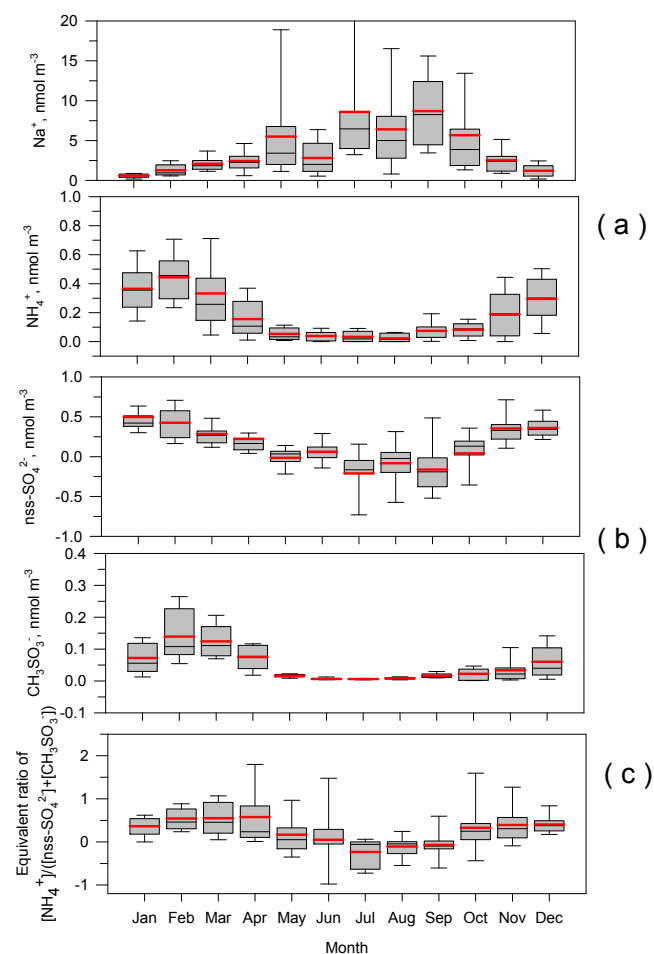 20
15
10
5
0
Na⁺, nmol m⁻³
1.0
0.8
0.6
0.4
0.2
0.0
NH₄⁺, nmol m⁻³
( a )
1.0
0.5
0.0
-0.5
-1.0
nss-SO₄²⁻, nmol m⁻³
( b )
0.4
0.3
0.2
0.1
0.0
-0.1
CH₃SO₃⁻, nmol m⁻³
2
1
0
-1
Equivalent ratio of
[NH₄⁺]/([nss-SO₄²⁻]+[CH₃SO₃⁻])
( c )
Jan Feb Mar Apr May Jun Jul Aug Sep Oct Nov Dec
Month